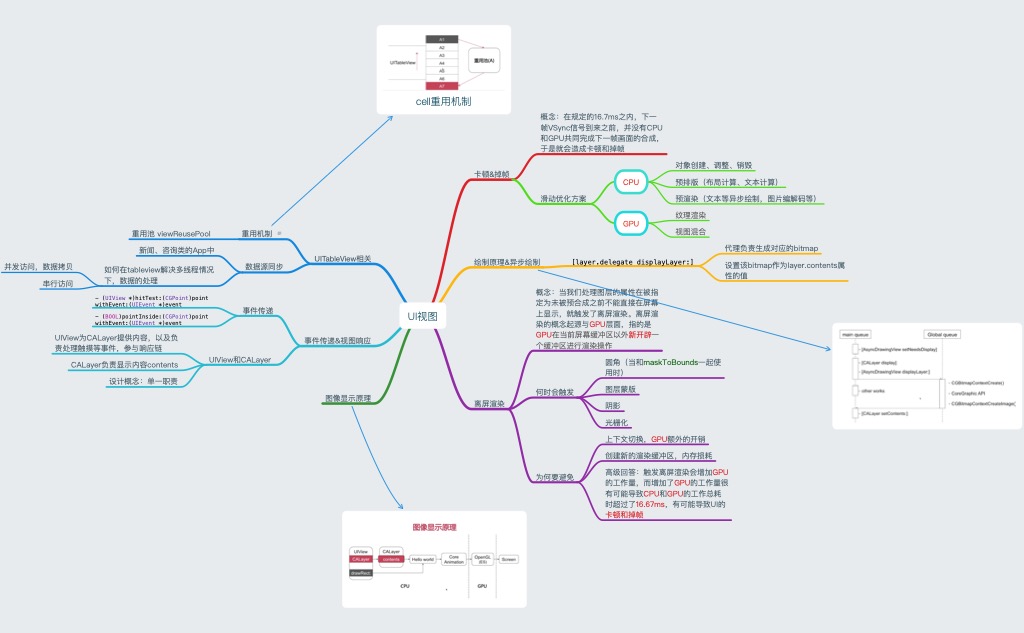 A1
A2
A3
A4
A5
A6
A7
UITableView
重用池(A)
cell重用机制
UI视图
卡顿&掉帧
概念：在规定的16.7ms之内，下一
帧VSync信号到来之前，并没有CPU
和GPU共同完成下一帧画面的合成，
于是就会造成卡顿和掉帧
滑动优化方案
CPU
对象创建、调整、销毁
预排版（布局计算、文本计算）
预渲染（文本等异步绘制，图片编解码等）
GPU
纹理渲染
视图混合
绘制原理&异步绘制
[layer.delegate displayLayer:]
代理负责生成对应的bitmap
设置该bitmap作为layer.contents属
性的值
离屏渲染
概念：当我们处理图层的属性在被指
定为未被预合成之前不能直接在屏幕
上显示，就触发了离屏渲染。离屏渲
染的概念起源与GPU层面，指的是
GPU在当前屏幕缓冲区以外新开辟一
个缓冲区进行渲染操作
何时会触发
圆角（当和maskToBounds一起使
用时）
图层蒙版
阴影
光栅化
为何要避免
上下文切换，GPU额外的开销
创建新的渲染缓冲区，内存损耗
高级回答：触发离屏渲染会增加GPU
的工作量，而增加了GPU的工作量很
有可能导致CPU和GPU的工作总耗
时超过了16.67ms，有可能导致UI的
卡顿和掉帧
UITableView相关
重用机制
重用池 viewReusePool
数据源同步
新闻、咨询类的App中
如何在tableview解决多线程情况
下，数据的处理
并发访问，数据拷贝
串行访问
事件传递&视图响应
事件传递
- (UIView *)hitTest:(CGPoint)point
withEvent:(UIEvent *)event
- (BOOL)pointInside:(CGPoint)point
withEvent:(UIEvent *)event
UIView和CALayer
UIView为CALayer提供内容，以及负
责处理触摸等事件，参与响应链
CALayer负责显示内容contents
设计概念：单一职责
图像显示原理
main queue
Global queue
[AsyncDrawingView setNeedsDisplay]
[CALayer display]
[AsyncDrawingView displayLayer:]
other works
- CGBitmapContextCreate()
- CoreGraphic API
- CGBitmapContextCreateImage()
[CALayer setContents:]
图像显示原理
UIView
CALayer
CALayer
contents
Hello world
Core
Animation
OpenGL
(ES)
Screen
drawRect
CPU
GPU